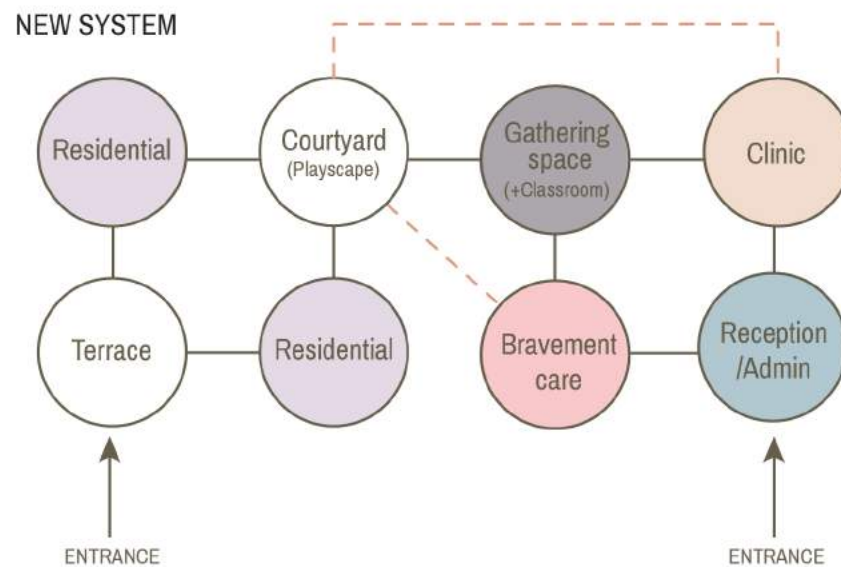 NEW SYSTEM
Residential
Courtyard
(Playscape)
Gathering
space
(+Classroom)
Clinic
Terrace
Residential
Bravement
care
Reception
/Admin
ENTRANCE
ENTRANCE